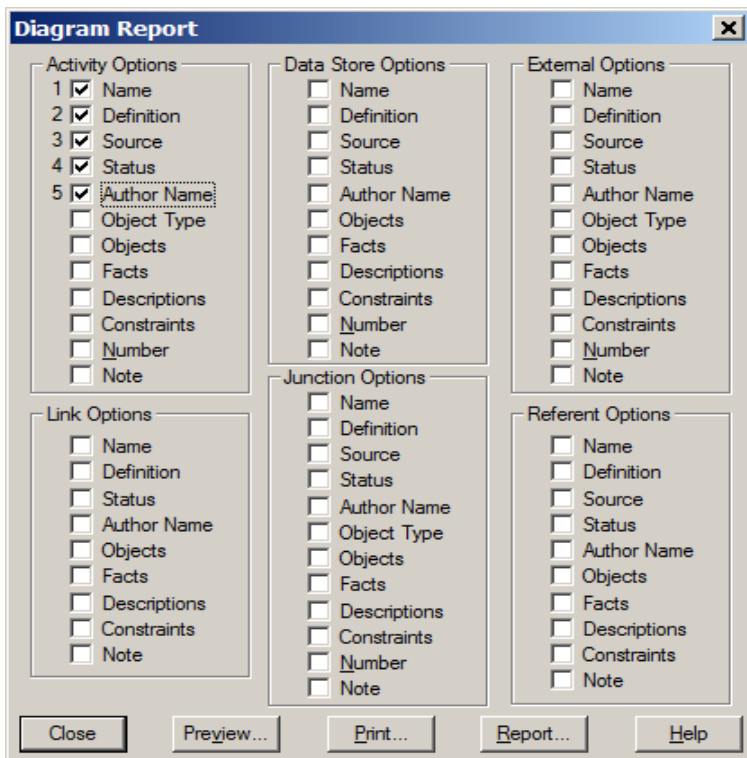 Diagram Report
Activity Options
1 Name
2 Definition
3 Source
4 Status
5 Author Name
Object Type
Objects
Facts
Descriptions
Constraints
Number
Note
Link Options
Name
Definition
Status
Author Name
Objects
Facts
Descriptions
Constraints
Note
Data Store Options
Name
Definition
Source
Status
Author Name
Objects
Facts
Descriptions
Constraints
Number
Note
Junction Options
Name
Definition
Source
Status
Author Name
Object Type
Objects
Facts
Descriptions
Constraints
Number
Note
External Options
Name
Definition
Source
Status
Author Name
Object Type
Objects
Facts
Descriptions
Constraints
Number
Note
Referent Options
Name
Definition
Source
Status
Author Name
Objects
Facts
Descriptions
Constraints
Note
Close Preview... Print... Report... Help